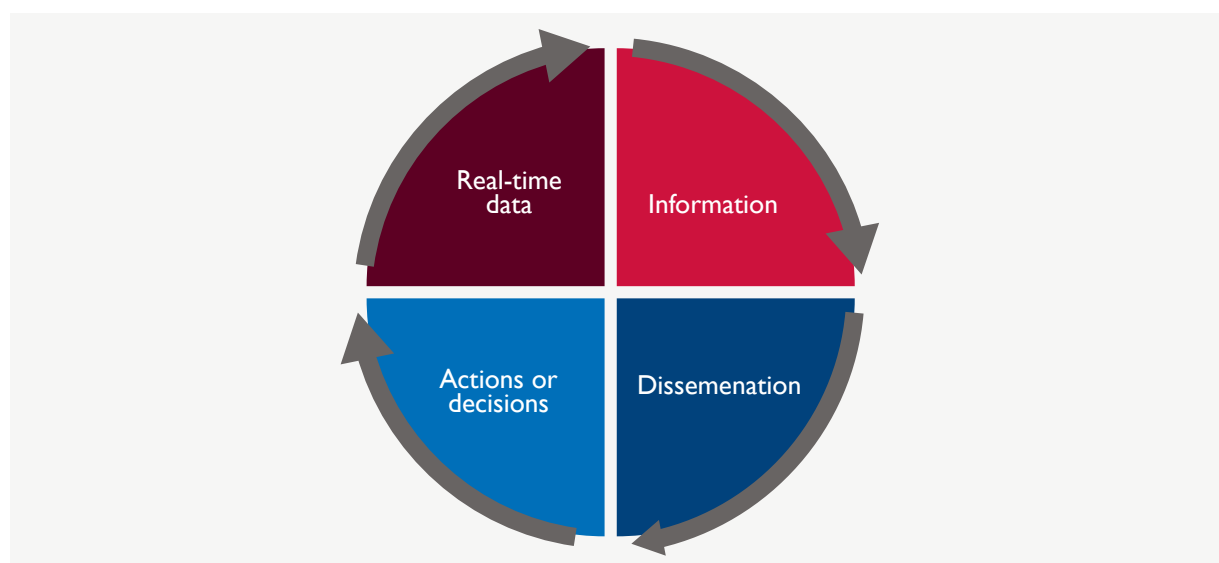 Real-time
data
Information
Actions or
decisions
Dissemenation